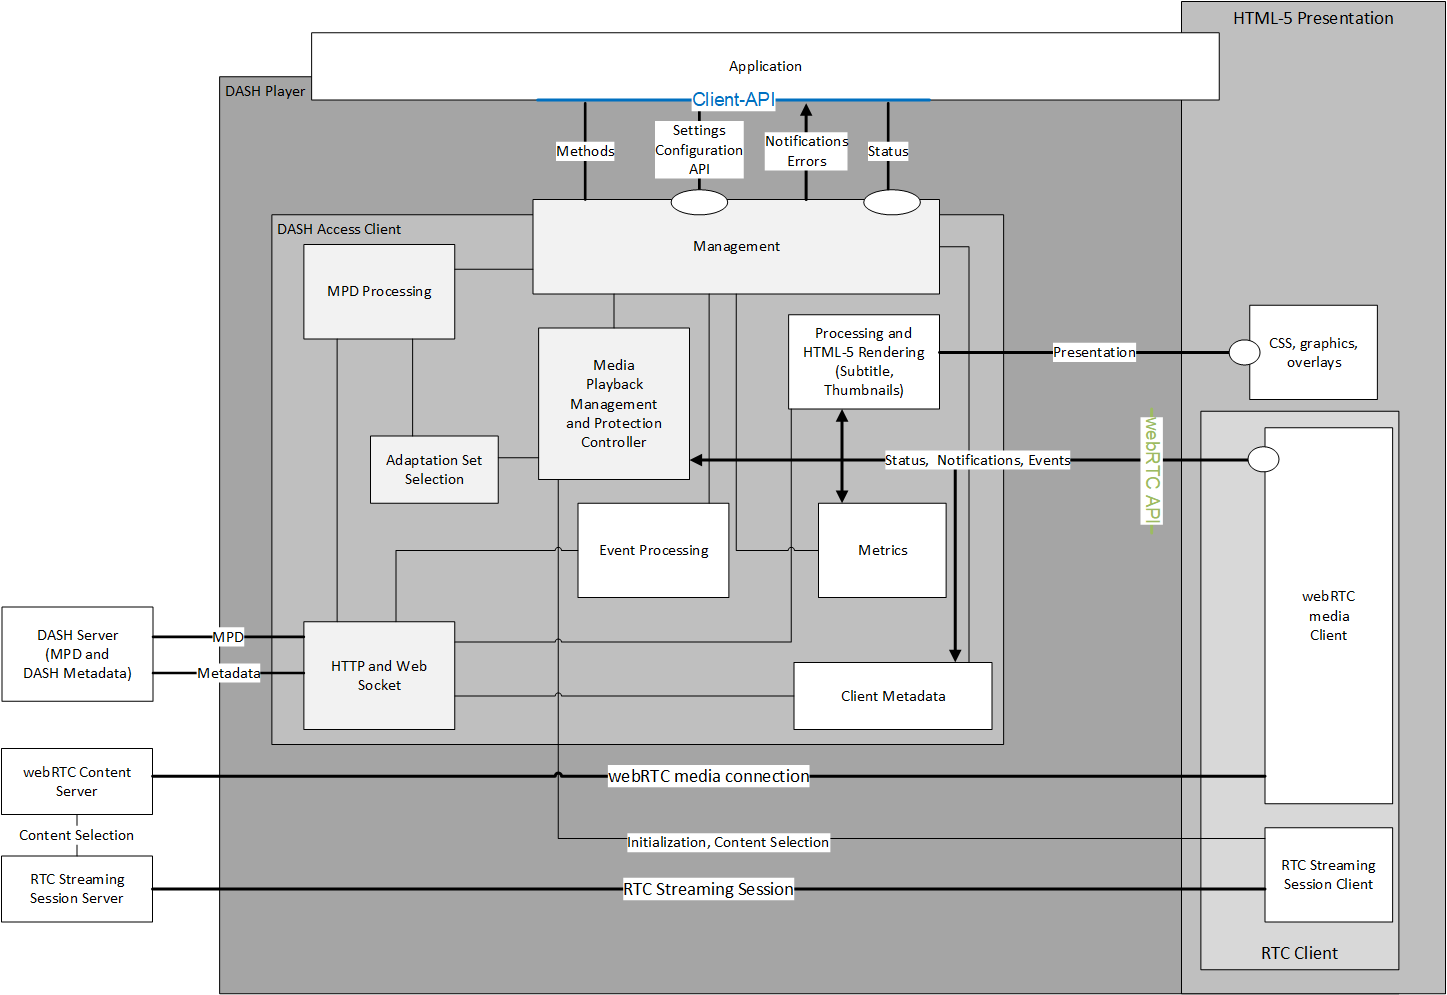 HTML-5 Presentation
Application
DASH Player
Client-API
Methods
Settings
Configuration
API
Notifications
Errors
Status
DASH Access Client
Management
MPD Processing
Processing and
HTML-5 Rendering
(Subtitle,
Thumbnails)
Presentation
CSS, graphics,
overlays
Media
Playback
Management
and Protection
Controller
Adaptation Set
Selection
Status,  Notifications, Events
webRTC API
Event Processing
Metrics
webRTC
media
Client
DASH Server
(MPD and
DASH Metadata)
MPD
Metadata
HTTP and Web
Socket
Client Metadata
webRTC Content
Server
webRTC media connection
Content Selection
Initialization, Content Selection
RTC Streaming
Session Server
RTC Streaming Session
RTC Streaming
Session Client
RTC Client